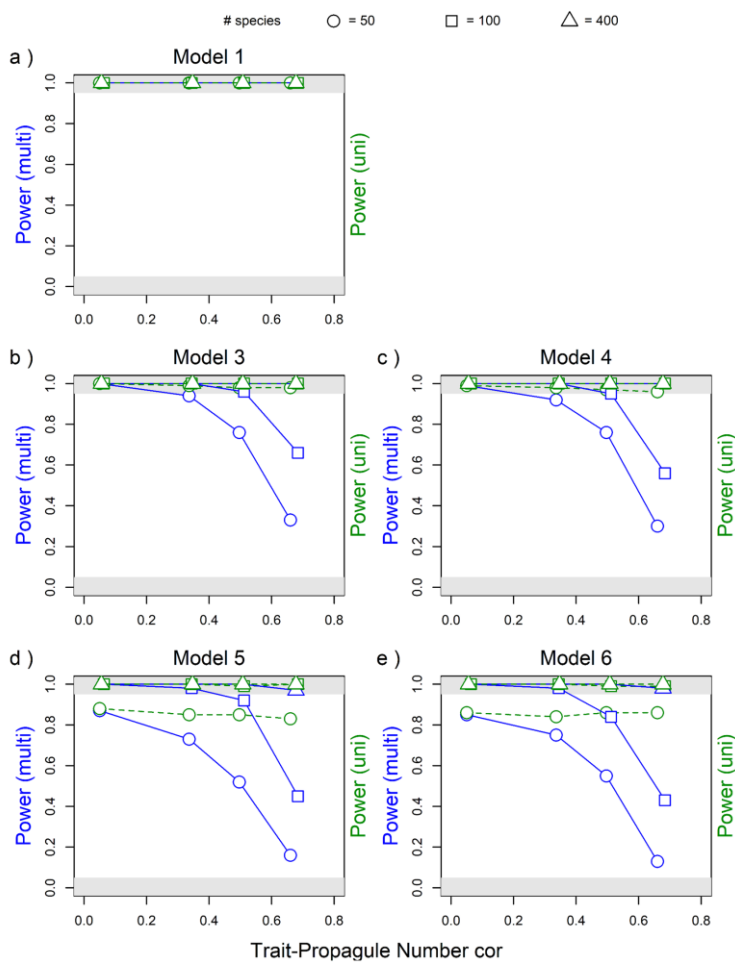 # species = 50 = 100 = 400
a ) Model 1
Power (multi)
0.0 0.2 0.4 0.6 0.8 1.0
Power (uni)
0.0 0.2 0.4 0.6 0.8
b ) Model 3
Power (multi)
0.0 0.2 0.4 0.6 0.8 1.0
Power (uni)
0.0 0.2 0.4 0.6 0.8
c ) Model 4
Power (multi)
0.0 0.2 0.4 0.6 0.8 1.0
Power (uni)
0.0 0.2 0.4 0.6 0.8
d ) Model 5
Power (multi)
0.0 0.2 0.4 0.6 0.8 1.0
Power (uni)
0.0 0.2 0.4 0.6 0.8
e ) Model 6
Power (multi)
0.0 0.2 0.4 0.6 0.8 1.0
Power (uni)
0.0 0.2 0.4 0.6 0.8
Trait-Propagule Number cor